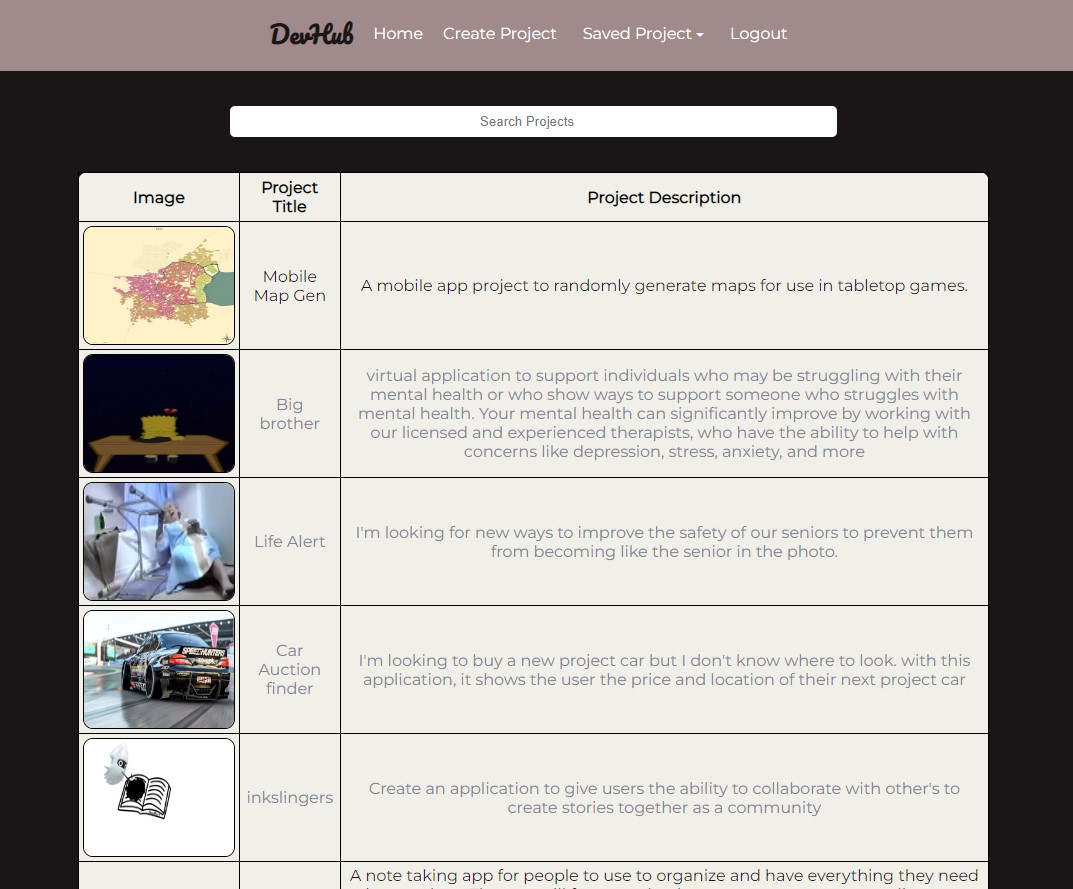 DevHub Home Create Project Saved Project Logout
Search Projects
Image
Project
Title
Project Description
Mobile
Map Gen
A mobile app project to randomly generate maps for use in tabletop games.
Big
brother
virtual application to support individuals who may be struggling with their
mental health or who show ways to support someone who struggles with
mental health. Your mental health can significantly improve by working with
our licensed and experienced therapists, who have the ability to help with
concerns like depression, stress, anxiety, and more
Life Alert
I'm looking for new ways to improve the safety of our seniors to prevent them
from becoming like the senior in the photo.
SPEEDHUNTERS
Car
Auction
finder
I'm looking to buy a new project car but I don't know where to look. with this
application, it shows the user the price and location of their next project car
inkslingers
Create an application to give users the ability to collaborate with other's to
create stories together as a community
A note taking app for people to use to organize and have everything they need